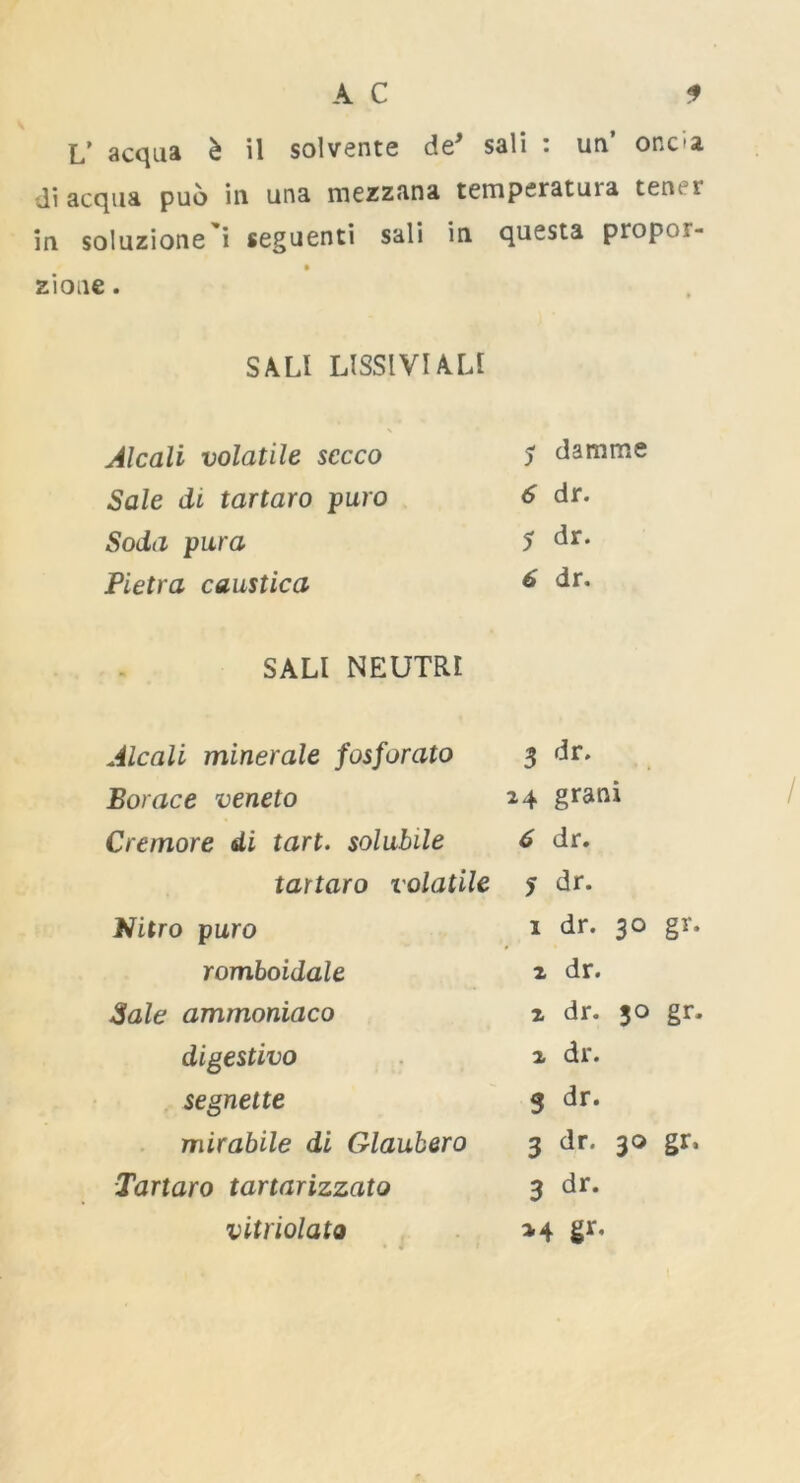 A C 9
L' acqua è il solvente de' sali : un' oncia
di acqua può in una mezzana temperatura tener
in soluzione i seguenti sali in questa propor-
zione.
SALI LISSIVIALI
Alcali volatile secco 5 damme
Sale di tartaro puro 6 dr.
Soda pura 5 dr.
Pietra caustica 6 dr.
SALI NEUTRI
Alcali minerale fosforato 3 dr.
Borace veneto 24 grani
Cremore di tart. solubile 6 dr.
tartaro volatile 5 dr.
Nitro puro 1 dr. 30 gr.
romboidale 2 dr.
Sale ammoniaco 2 dr. 30 gr.
digestivo 2 dr.
segnette 3 dr.
mirabile di Glaubero 3 dr. 30 gr.
Tartaro tartarizzato 3 dr.
vitriolato 24 gr.